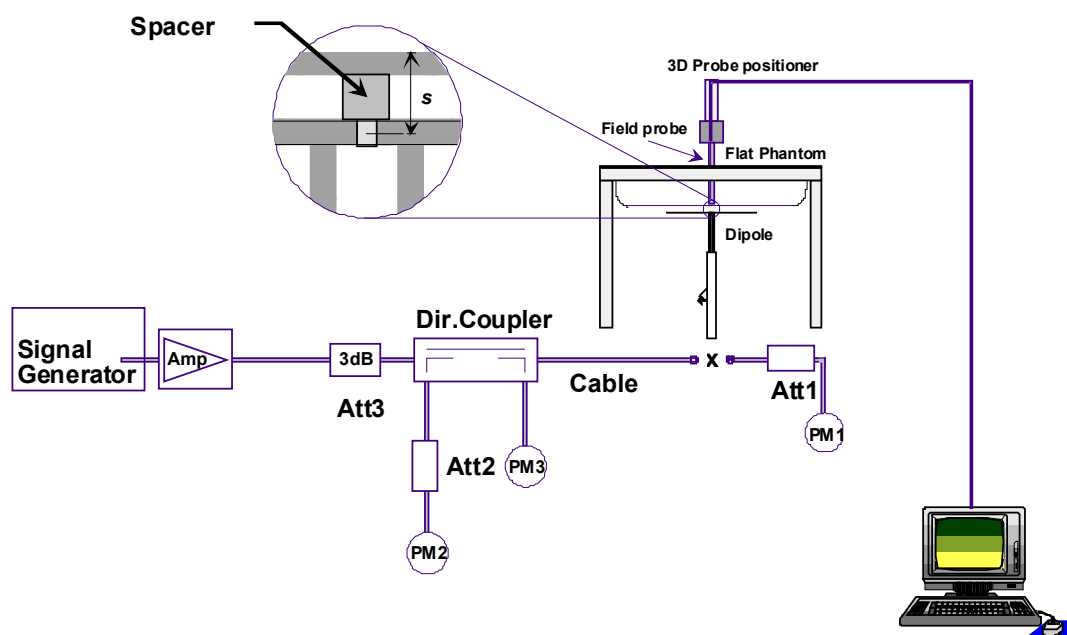 Spacer
s
3D Probe positioner
Field probe
Flat Phantom
Dipole
Dir.Coupler
Signal
Generator
Amp
3dB
Att3
Cable
x
Att1
PM1
Att2
PM3
PM2